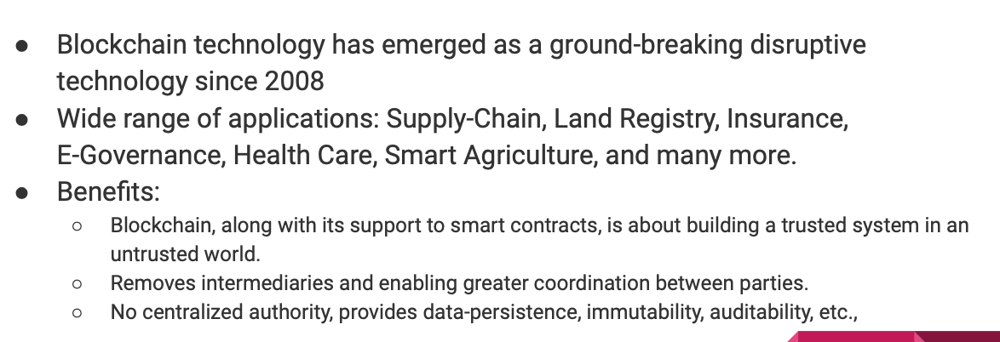 ● Blockchain technology has emerged as a ground-breaking disruptive
technology since 2008
● Wide range of applications: Supply-Chain, Land Registry, Insurance,
E-Governance, Health Care, Smart Agriculture, and many more.
● Benefits:
○ Blockchain, along with its support to smart contracts, is about building a trusted system in an
untrusted world.
○ Removes intermediaries and enabling greater coordination between parties.
○ No centralized authority, provides data-persistence, immutability, auditability, etc.,